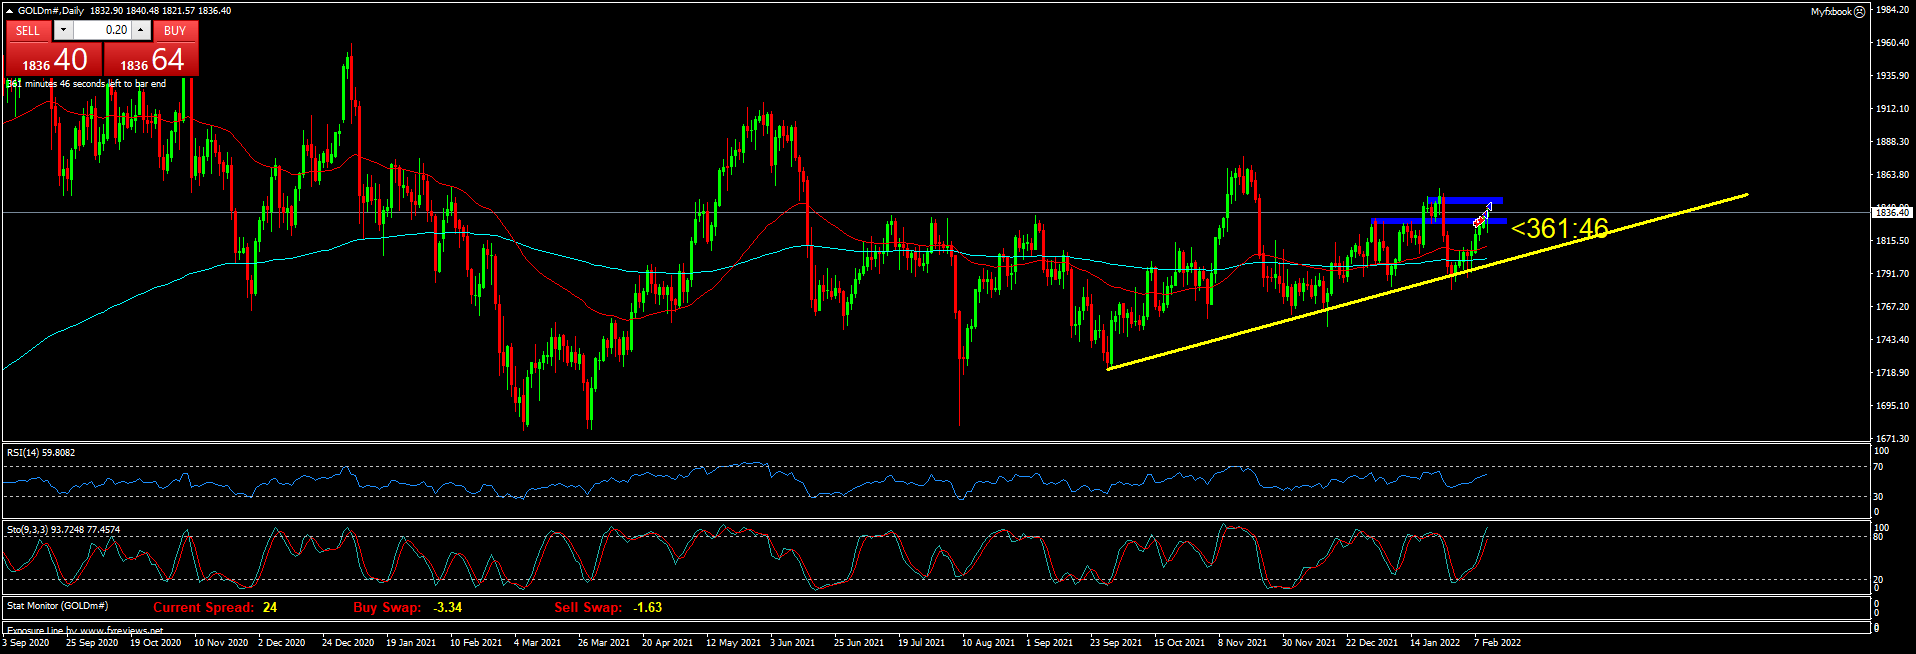 GOLDm#,Daily 1832.90 1840.48 1821.57 1836.40
Myfxbook
SELL 0.20 BUY
1836 40 1836 64
361 minutes 46 seconds left to bar end
<361:46
1984.20
1960.40
1935.90
1912.10
1888.30
1863.80
1836.40
1815.50
1791.70
1767.20
1743.40
1718.90
1695.10
1671.30
RSI(14) 59.8082
100
70
30
0
Sto(9,3,3) 93.7248 77.4574
100
80
20
0
Stat Monitor (GOLDm#) Current Spread: 24 Buy Swap: -3.34 Sell Swap: -1.63
0
0
Exposure Line by www.fxreviews.net
0
0
3 Sep 2020 25 Sep 2020 19 Oct 2020 10 Nov 2020 2 Dec 2020 24 Dec 2020 19 Jan 2021 10 Feb 2021 4 Mar 2021 26 Mar 2021 20 Apr 2021 12 May 2021 3 Jun 2021 25 Jun 2021 19 Jul 2021 10 Aug 2021 1 Sep 2021 23 Sep 2021 15 Oct 2021 8 Nov 2021 30 Nov 2021 22 Dec 2021 14 Jan 2022 7 Feb 2022